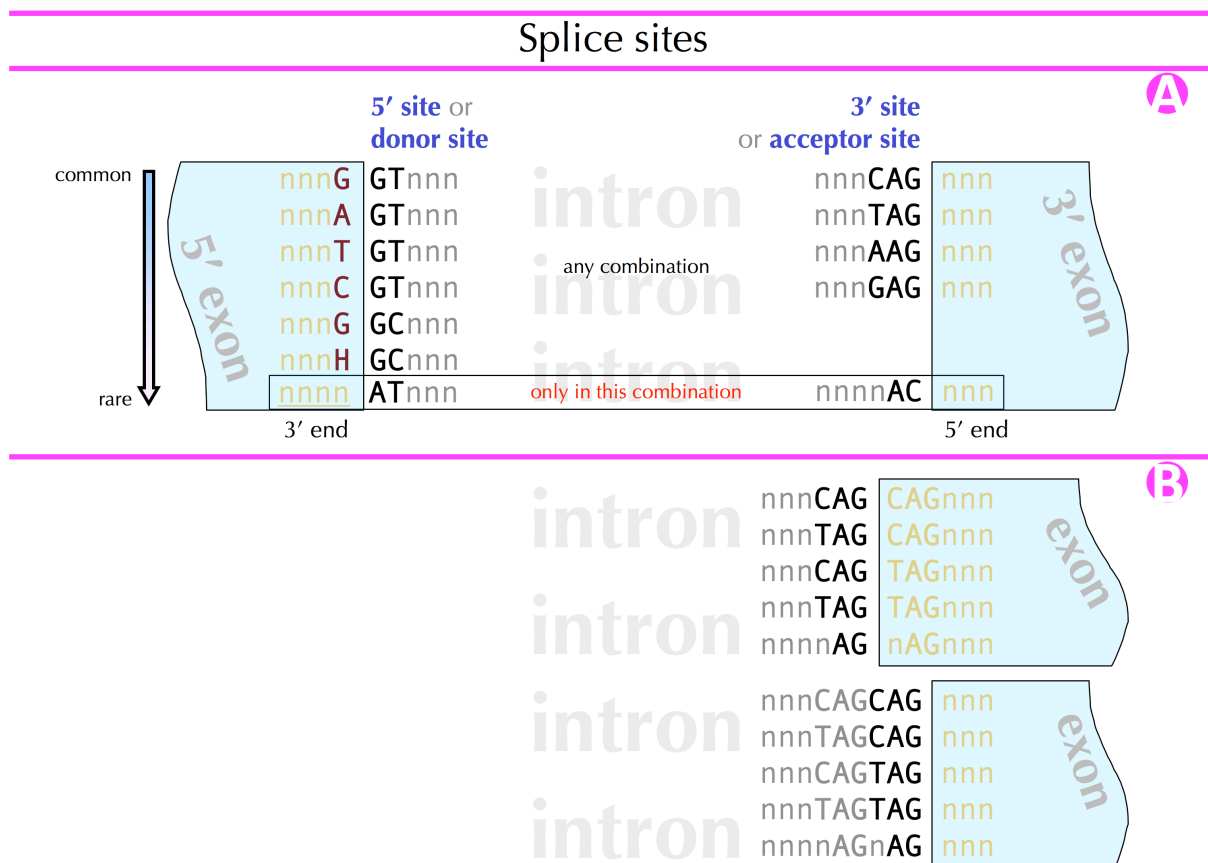 Splice sites
A
5′ site or
donor site
3′ site
or acceptor site
common
nnnG GTnnn intron nnnCAG nnn
nnnA GTnnn nnnTAG nnn
nnnT GTnnn any combination nnnAAG nnn
nnnC GTnnn intron nnnGAG nnn
nnnG GCnnn
nnnH GCnnn intron
rare nnnn ATnnn only in this combination nnnnAC nnn
5′ exon
3′ exon
3′ end 5′ end
B
intron nnnCAG CAGnnn
nnnTAG CAGnnn
nnnCAG TAGnnn
intron nnnTAG TAGnnn
nnnnAG nAGnnn
exon
intron nnnCAGCAG nnn
nnnTAGCAG nnn
nnnCAGTAG nnn
intron nnnTAGTAG nnn
nnnnAGnAG nnn
exon